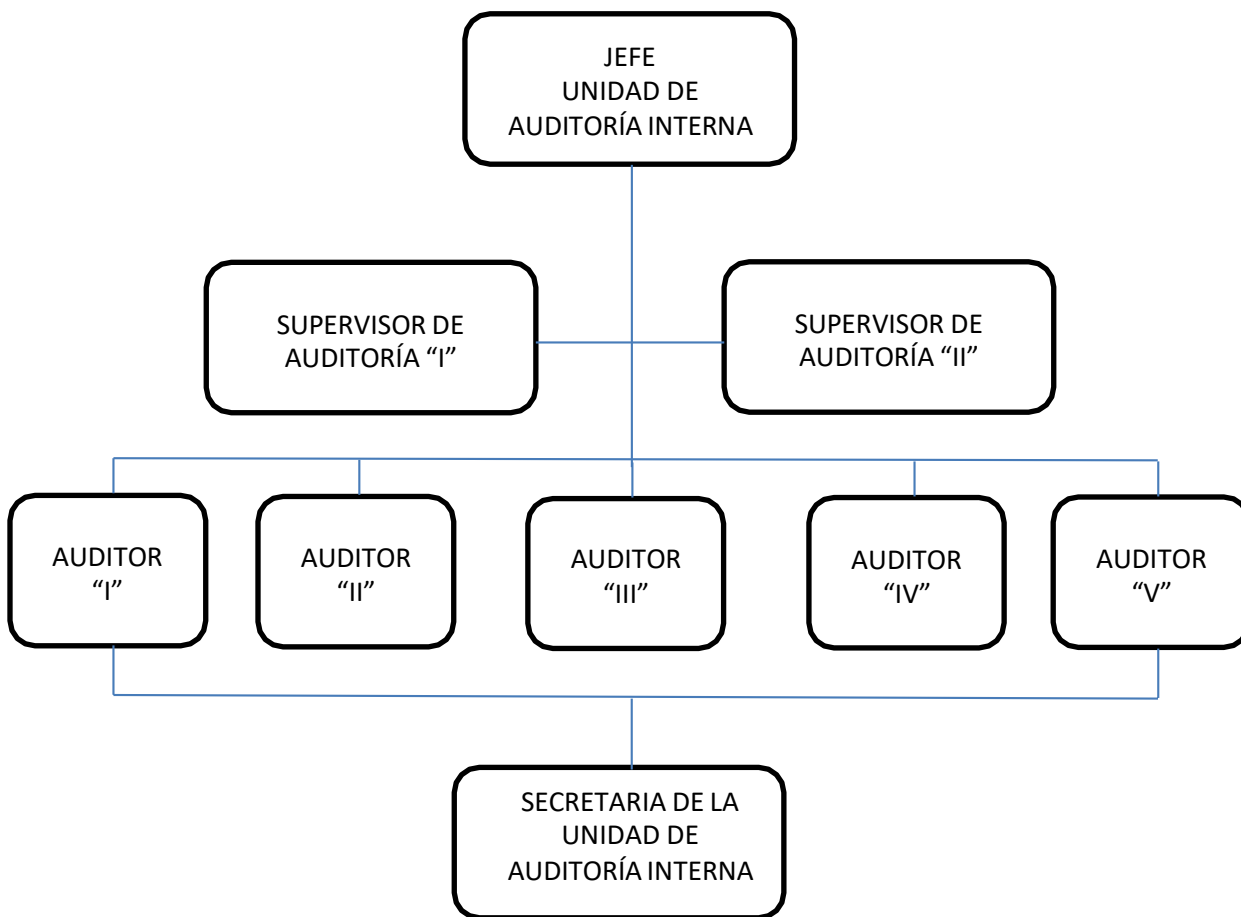 JEFE
UNIDAD DE
AUDITORÍA INTERNA
SUPERVISOR DE
AUDITORÍA “I”
SUPERVISOR DE
AUDITORÍA “II”
AUDITOR
“I”
AUDITOR
“II”
AUDITOR
“III”
AUDITOR
“IV”
AUDITOR
“V”
SECRETARIA DE LA
UNIDAD DE
AUDITORÍA INTERNA